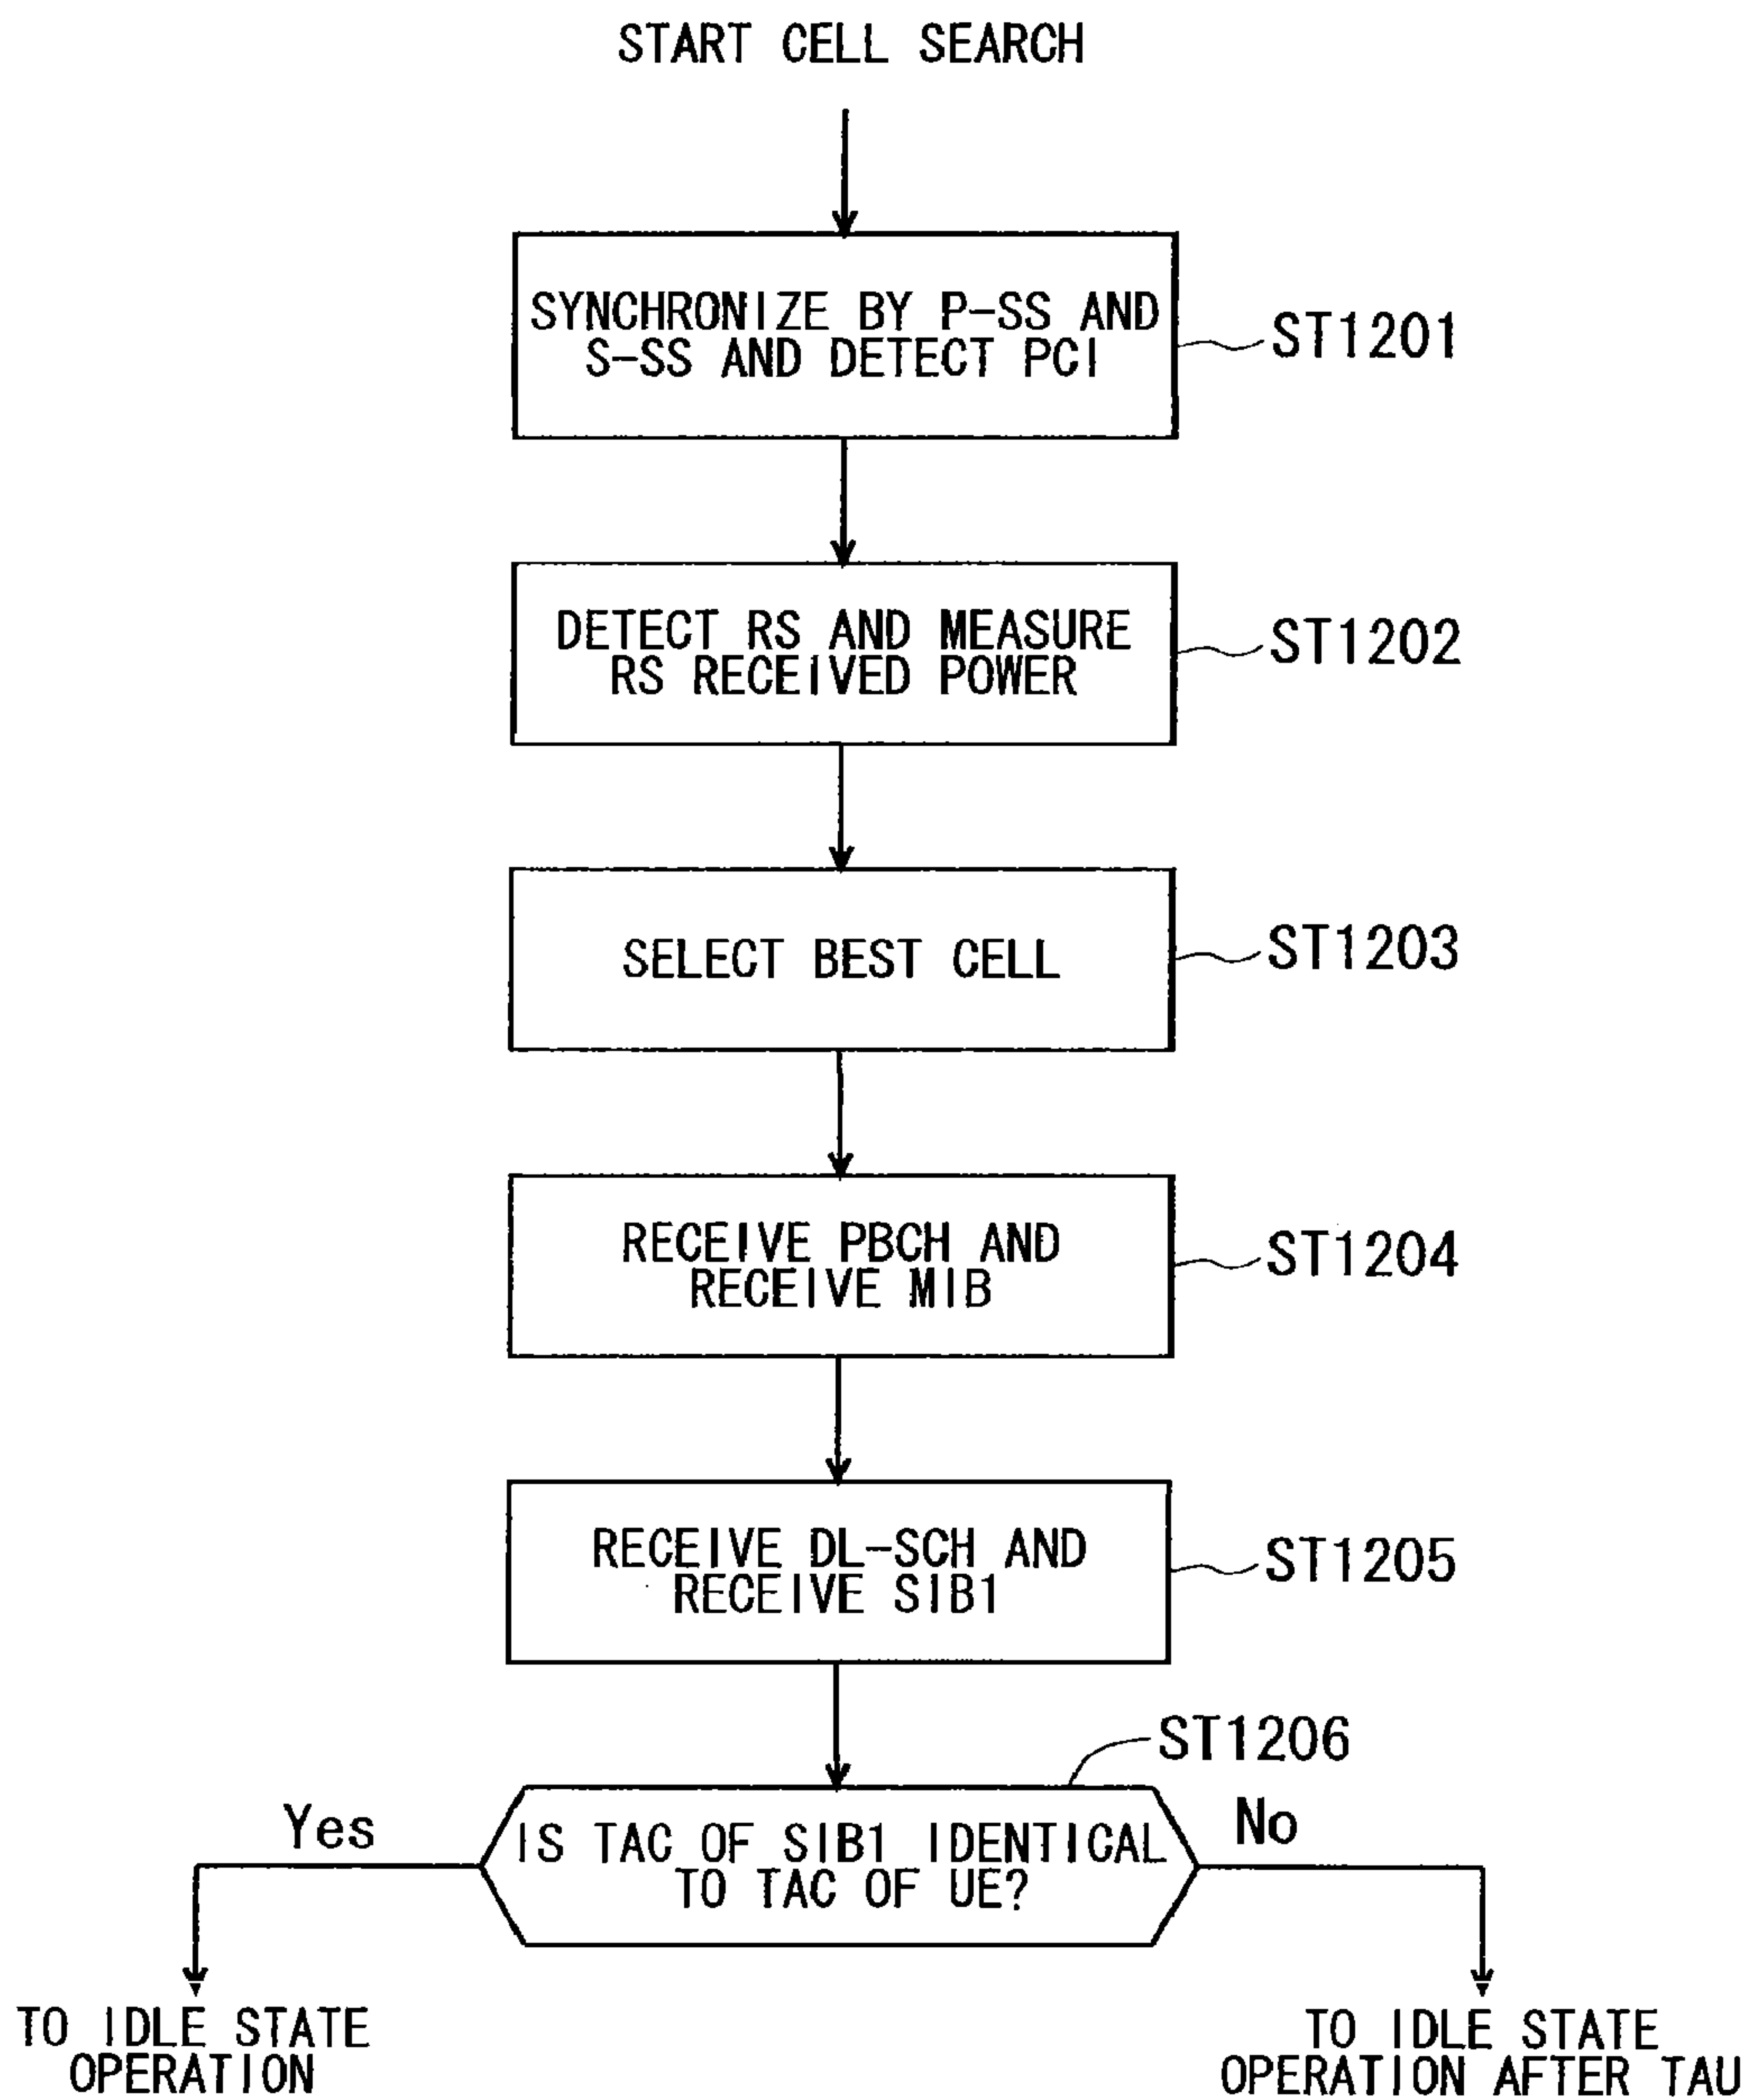 START CELL SEARCH
SYNCHRONIZE BY P-SS AND
S-SS AND DETECT PCI
ST1201
DETECT RS AND MEASURE
RS RECEIVED POWER
ST1202
SELECT BEST CELL
ST1203
RECEIVE PBCH AND
RECEIVE MIB
ST1204
RECEIVE DL-SCH AND
RECEIVE SIB1
ST1205
ST1206
Yes
No
IS TAC OF SIB1 IDENTICAL
TO TAC OF UE?
TO IDLE STATE
OPERATION
TO IDLE STATE
OPERATION AFTER TAU